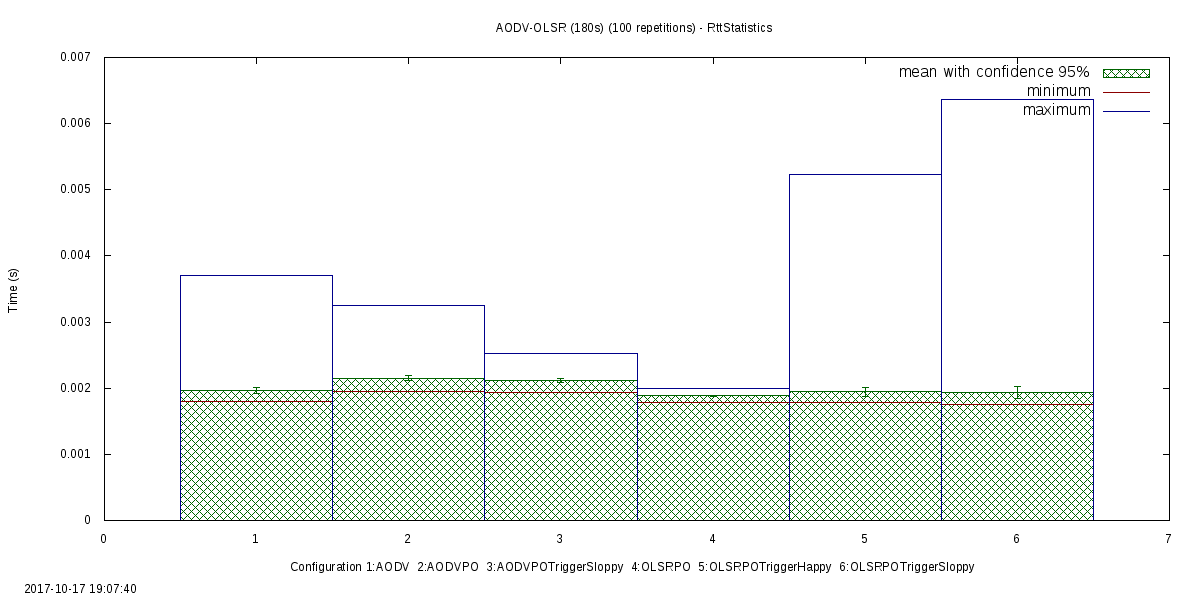 AODV-OLSR (180s) (100 repetitions) - RttStatistics
0.007
0.006
0.005
0.004
0.003
0.002
0.001
0
Time (s)
mean with confidence 95%
minimum
maximum
0 1 2 3 4 5 6 7
Configuration 1:AODV 2:AODVPO 3:AODVPOTriggerSloppy 4:OLSRPO 5:OLSRPOTriggerHappy 6:OLSRPOTriggerSloppy
2017-10-17 19:07:40